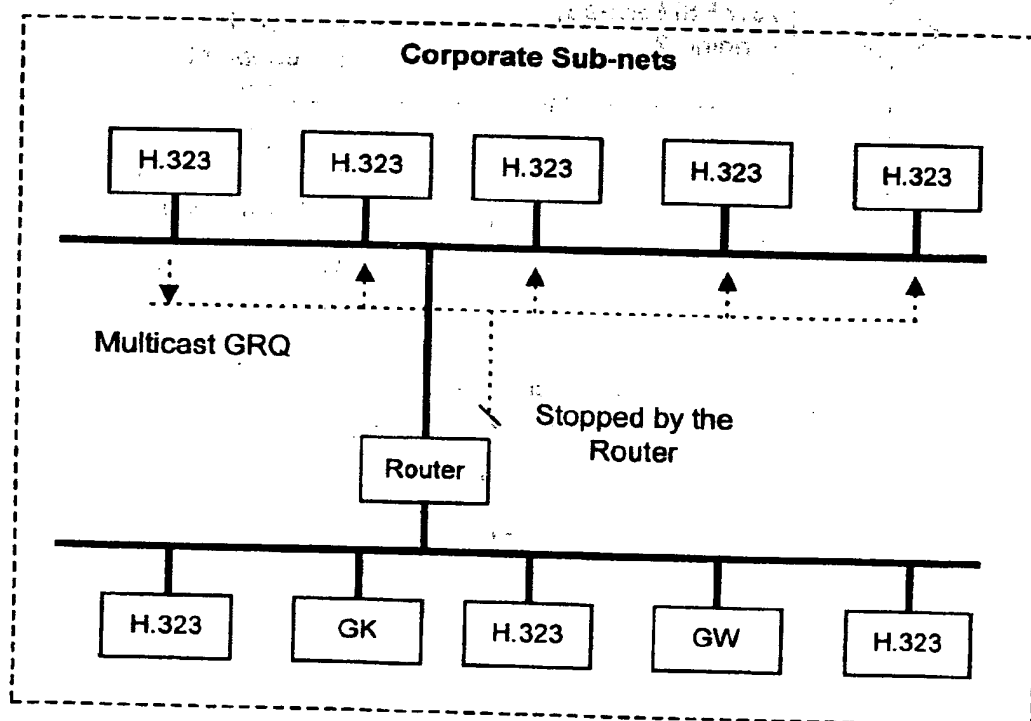 Corporate Sub-nets
H.323 H.323 H.323 H.323 H.323
Multicast GRQ
Stopped by the
Router
Router
H.323 GK H.323 GW H.323